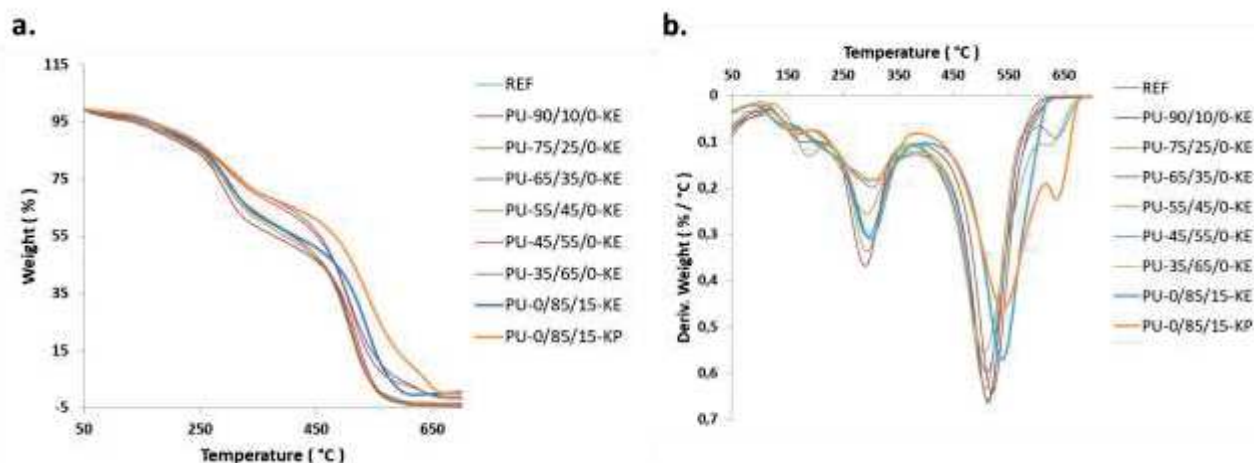 a.
115
95
75
55
35
15
-5
50
250
450
650
Weight ( % )
Temperature ( °C)
REF
PU-90/10/0-KE
PU-75/25/0-KE
PU-65/35/0-KE
PU-55/45/0-KE
PU-45/55/0-KE
PU-35/65/0-KE
PU-0/85/15-KE
PU-0/85/15-KP
b.
Temperature ( °C)
50
150
250
350
450
550
650
0
0,1
0,2
0,3
0,4
0,5
0,6
0,7
Deriv. Weight ( % / °C)
REF
PU-90/10/0-KE
PU-75/25/0-KE
PU-65/35/0-KE
PU-55/45/0-KE
PU-45/55/0-KE
PU-35/65/0-KE
PU-0/85/15-KE
PU-0/85/15-KP